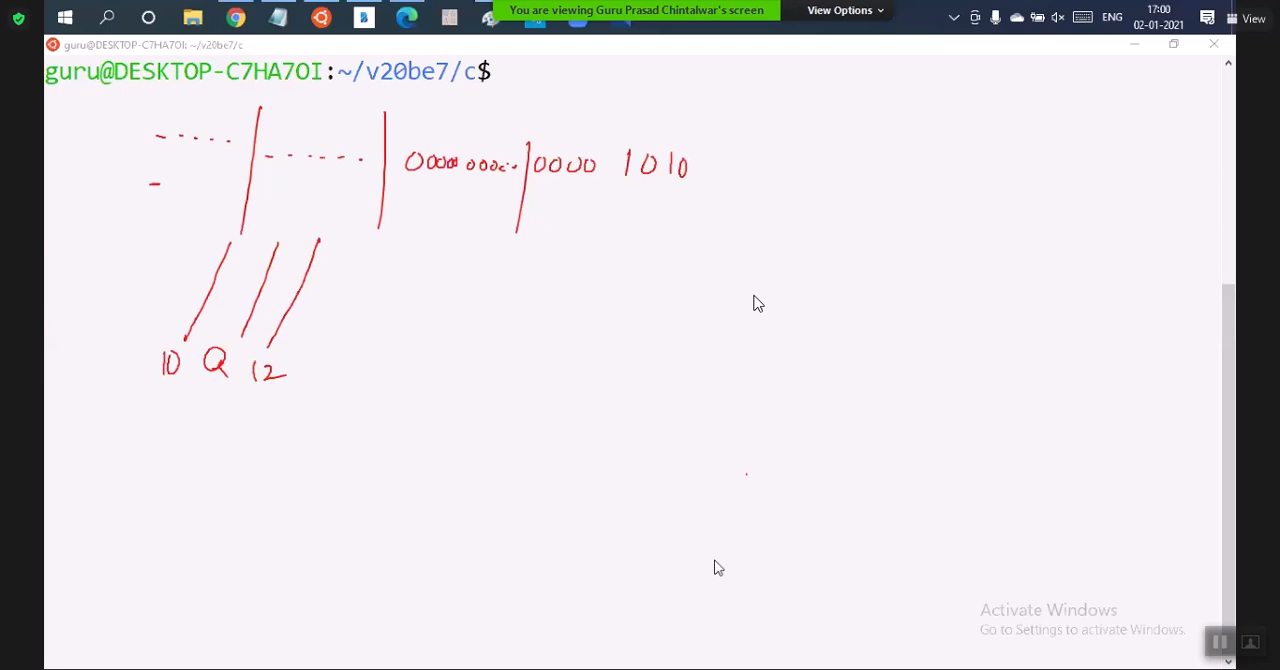 You are viewing Guru Prasad Chintalwar's screen
View Options
ENG
17:00
02-01-2021
View
guru@DESKTOP-C7HA7OI: ~/v20be7/c
guru@DESKTOP-C7HA7OI:~/v20be7/c$
0000 1010
10 Q 12
Activate Windows
Go to Settings to activate Windows.